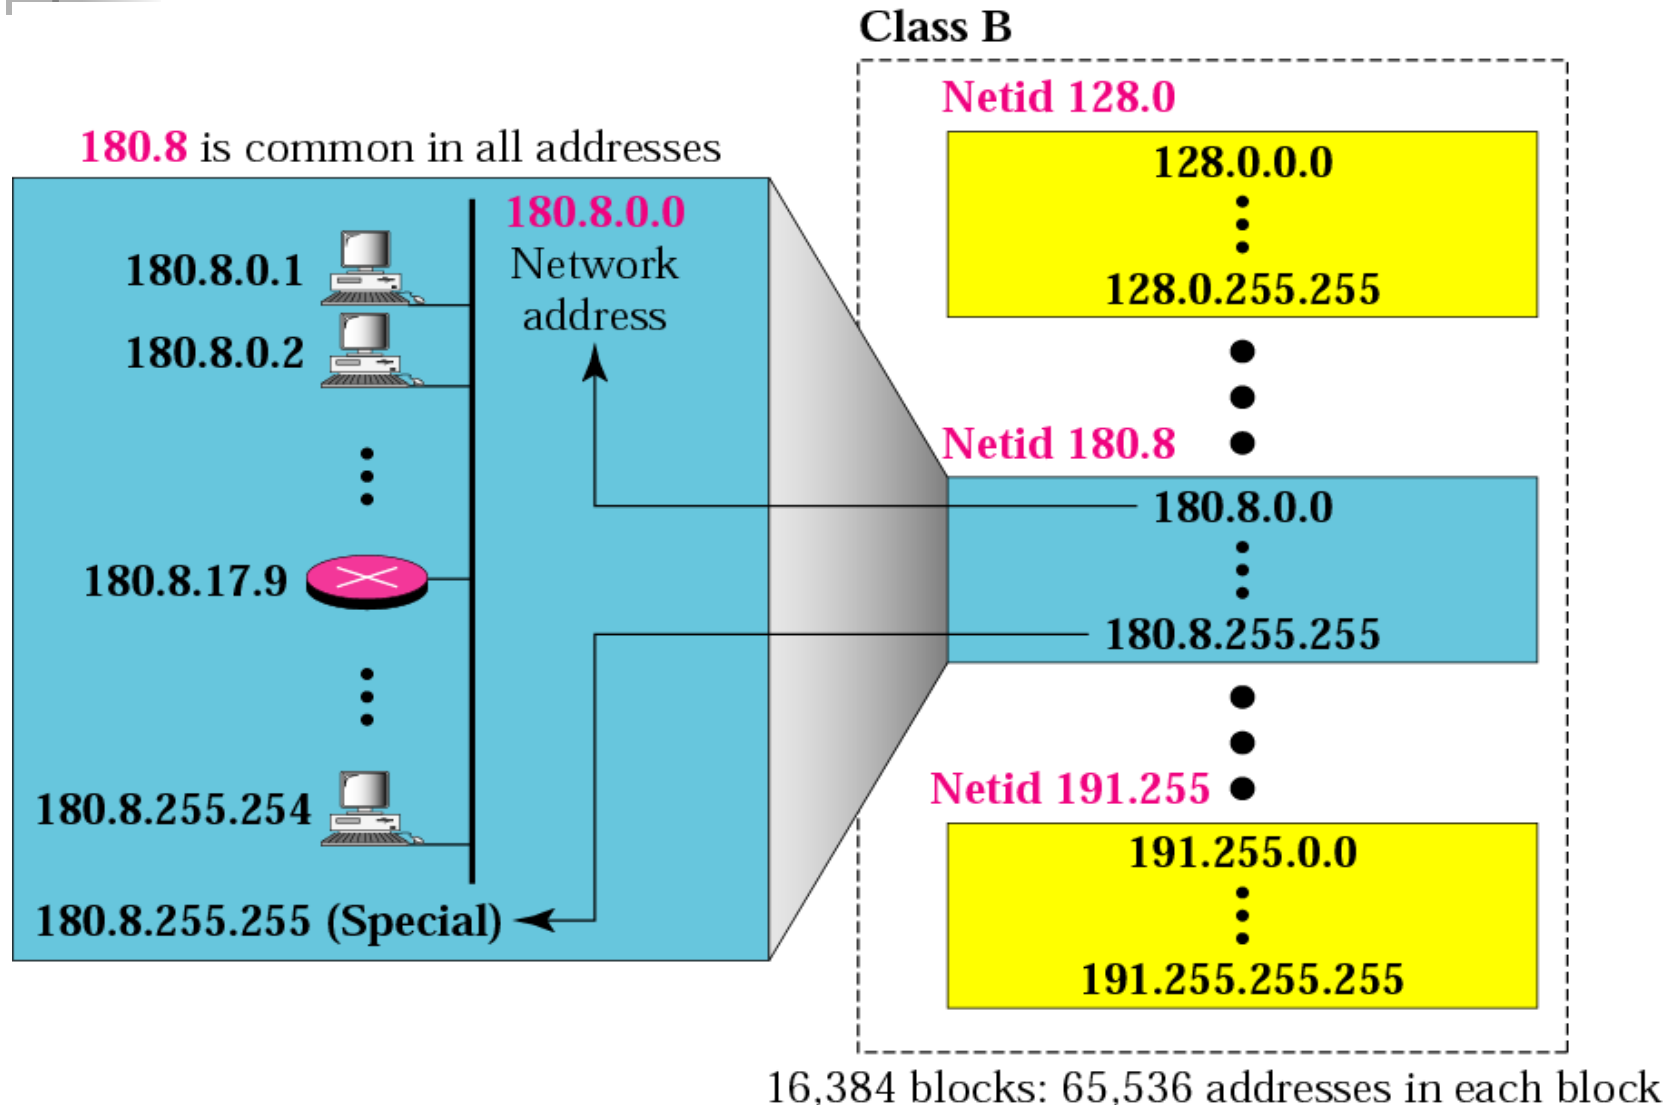 Class B
Netid 128.0
128.0.0.0
128.0.255.255
180.8 is common in all addresses
180.8.0.0
Network
address
180.8.0.1
180.8.0.2
180.8.17.9
180.8.255.254
180.8.255.255 (Special)
Netid 180.8
180.8.0.0
180.8.255.255
Netid 191.255
191.255.0.0
191.255.255.255
16,384 blocks: 65,536 addresses in each block